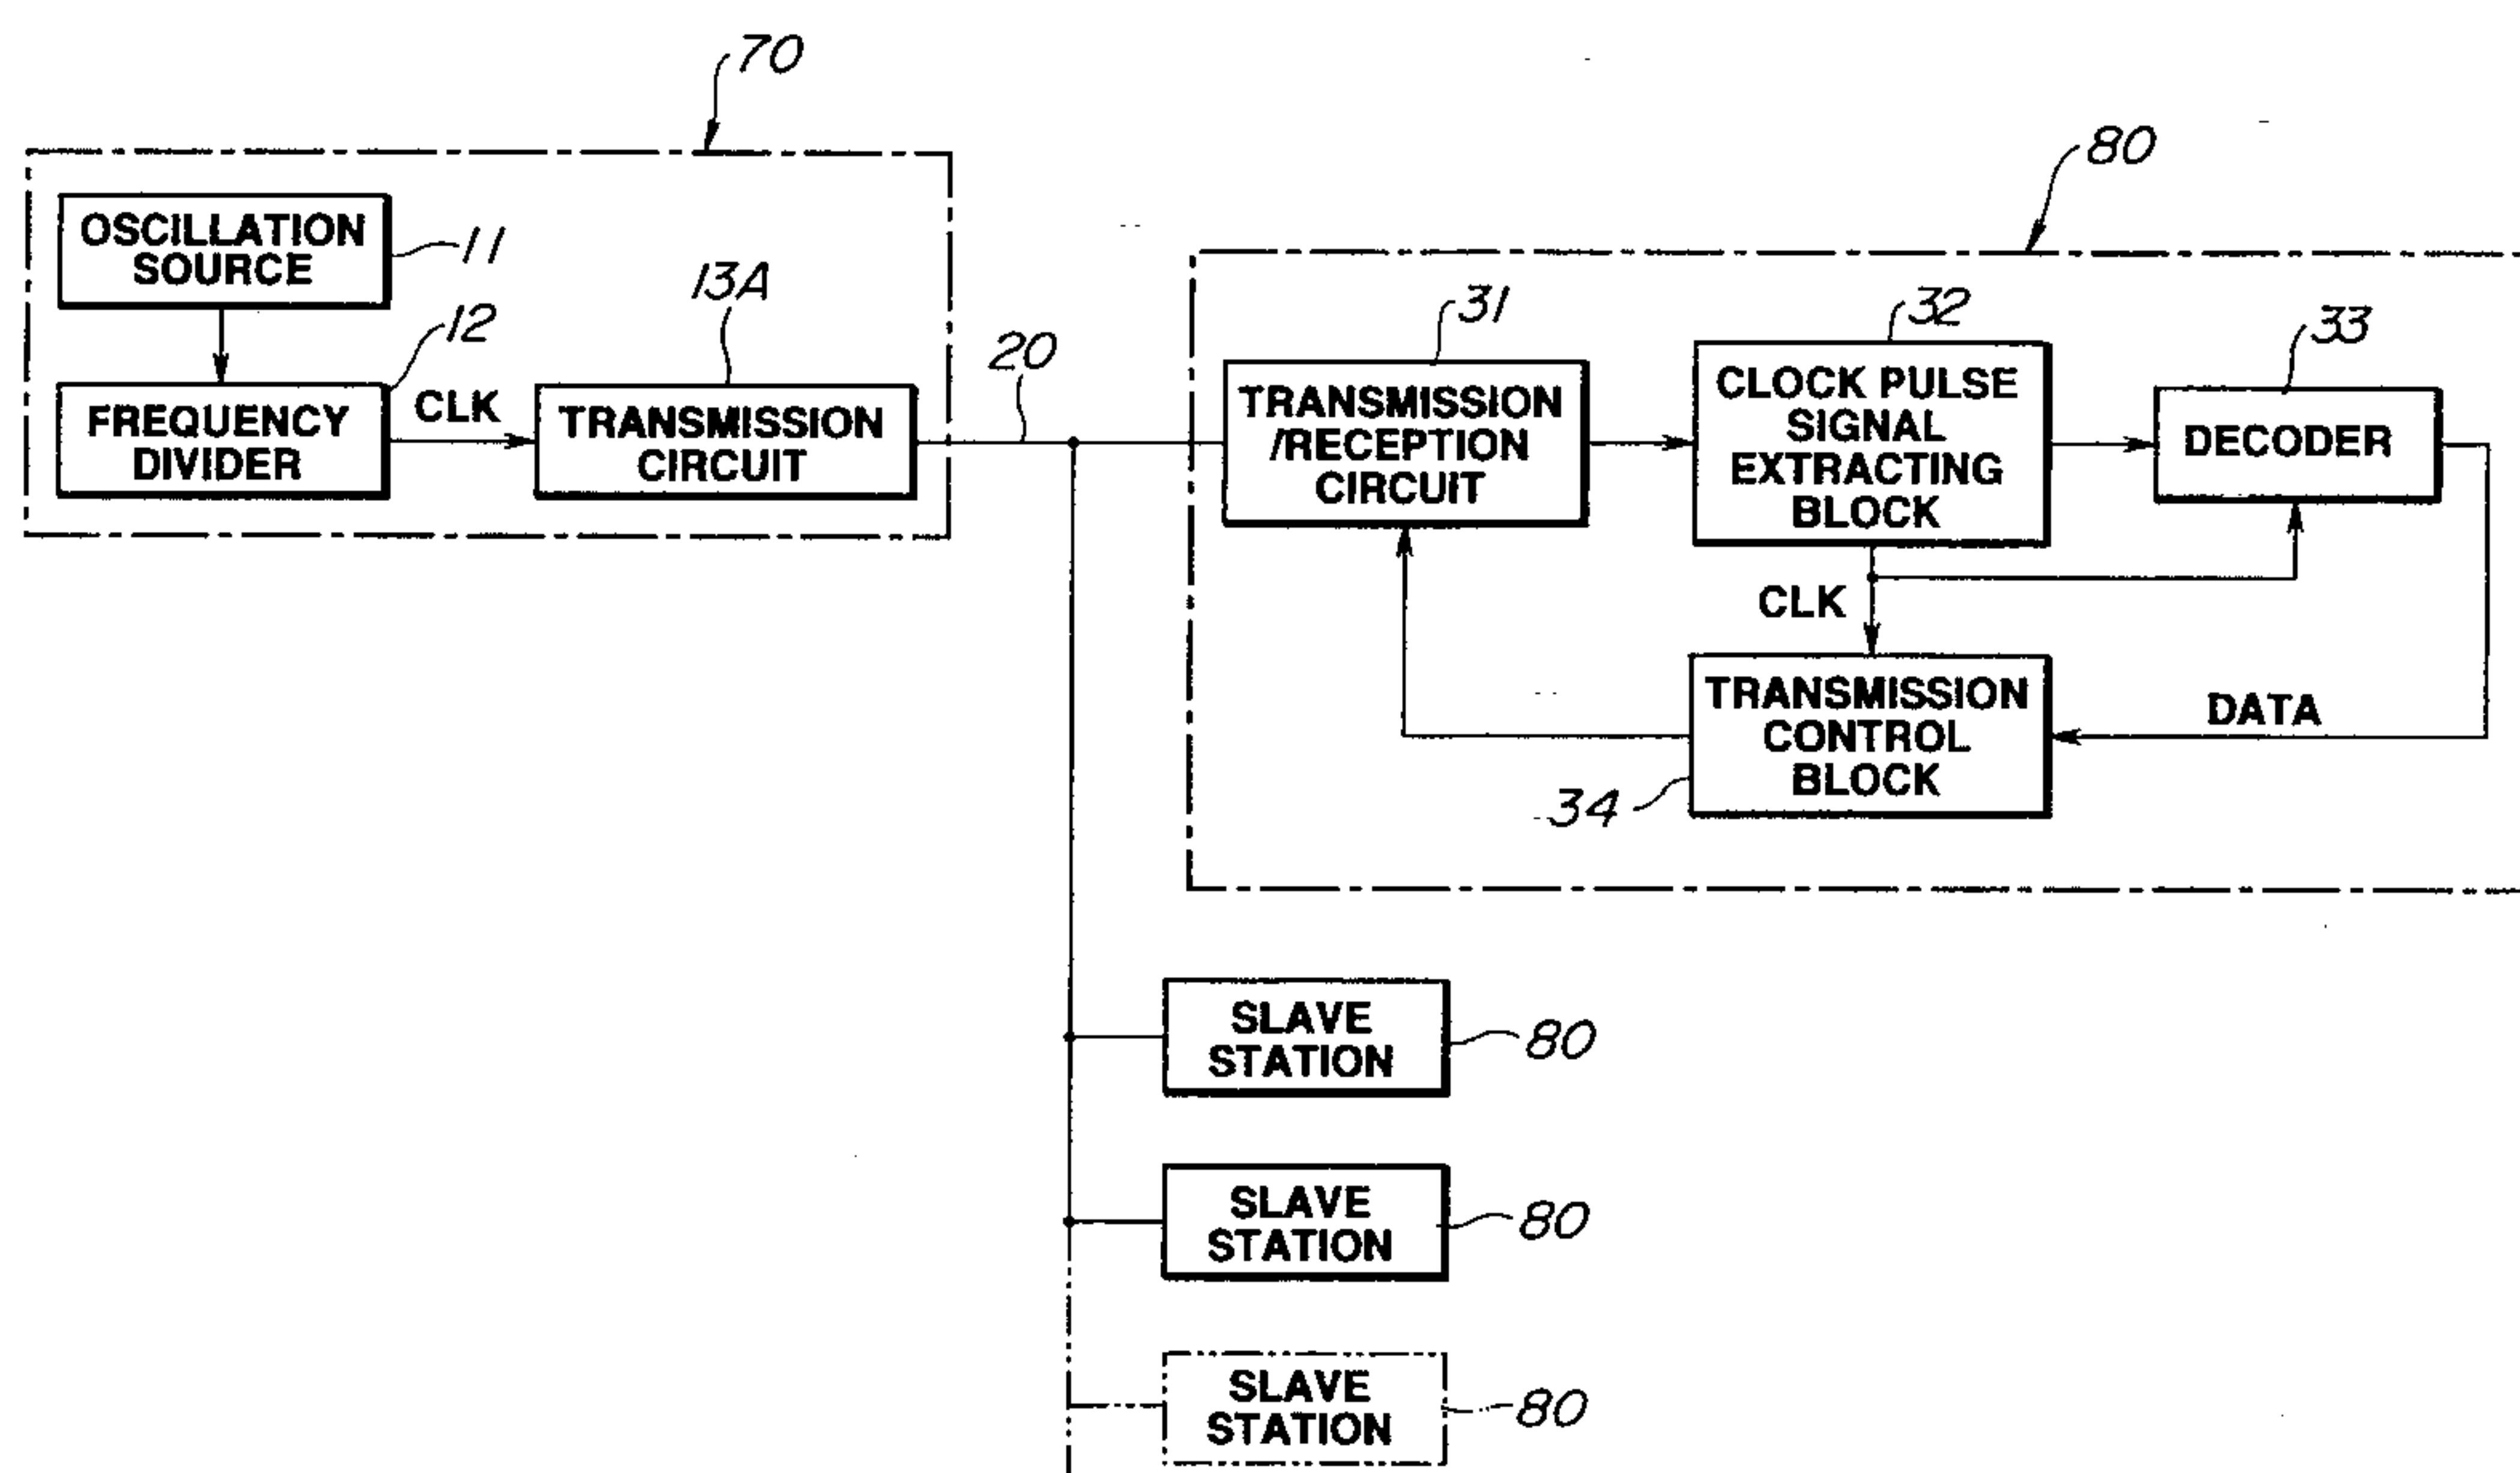 70
80
OSCILLATION
SOURCE
11
13A
12
31
32
33
20
FREQUENCY
DIVIDER
CLK
TRANSMISSION
CIRCUIT
TRANSMISSION
/RECEPTION
CIRCUIT
CLOCK PULSE
SIGNAL
EXTRACTING
BLOCK
DECODER
CLK
TRANSMISSION
CONTROL
BLOCK
DATA
34
SLAVE
STATION
80
SLAVE
STATION
80
SLAVE
STATION
80